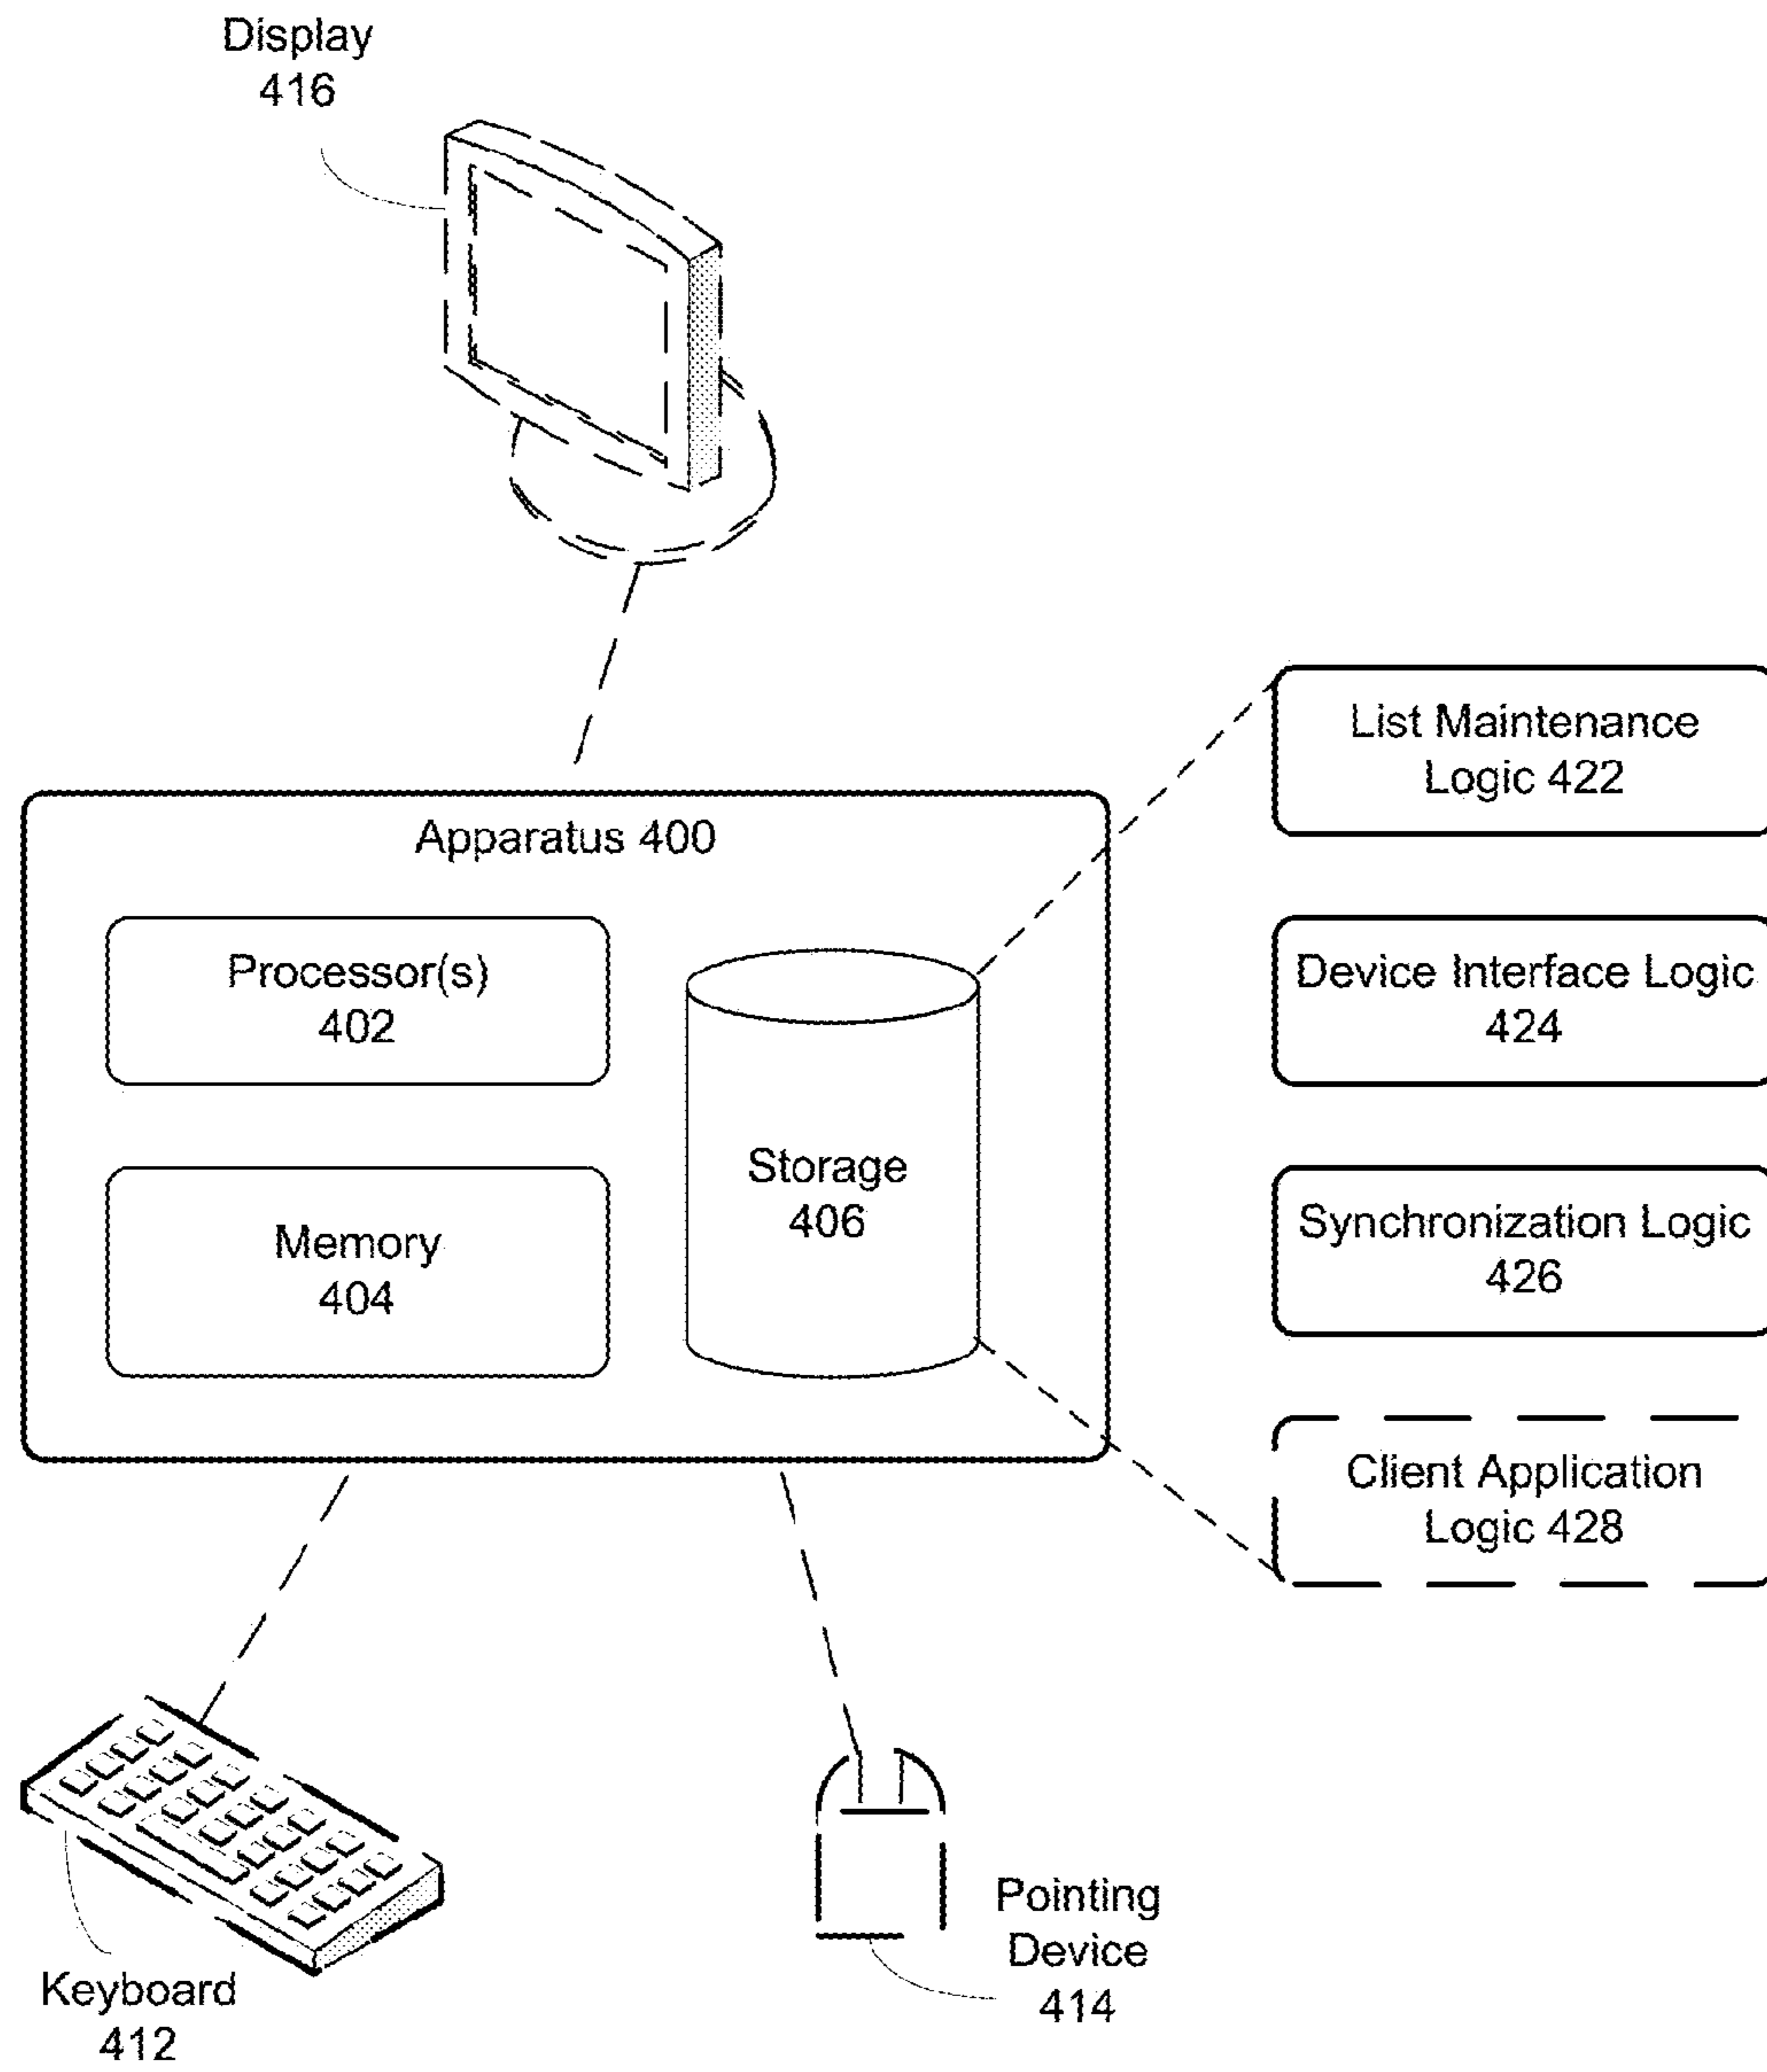 Display
416
List Maintenance
Logic 422
Apparatus 400
Processor(s)
402
Device Interface Logic
424
Storage
406
Memory
404
Synchronization Logic
426
Client Application
Logic 428
Pointing
Device
414
Keyboard
412